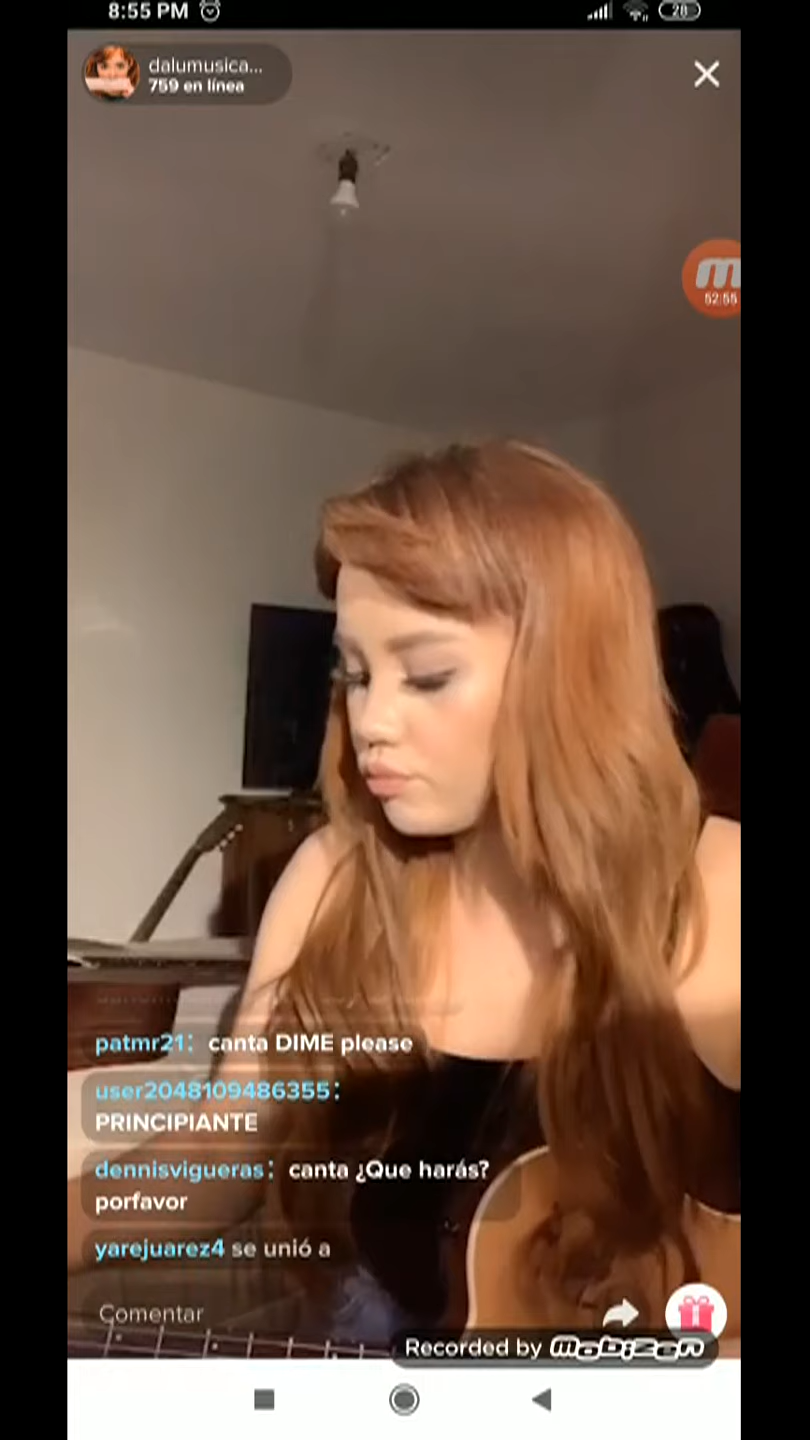 8:55 PM
28
dalumusica...
759 en línea
52:55
patmr21: canta DIME please
user2048109486355:
PRINCIPIANTE
dennisvigueras: canta ¿Que harás?
porfavor
yarejuarez4 se unió a
Comentar
Recorded by mobizen